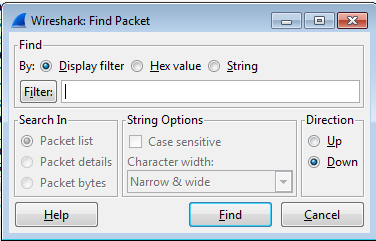 Wireshark: Find Packet
Find
By: Display filter Hex value String
Filter:
Search In
Packet list
Packet details
Packet bytes
String Options
Case sensitive
Character width:
Narrow & wide
Direction
Up
Down
Help Find Cancel